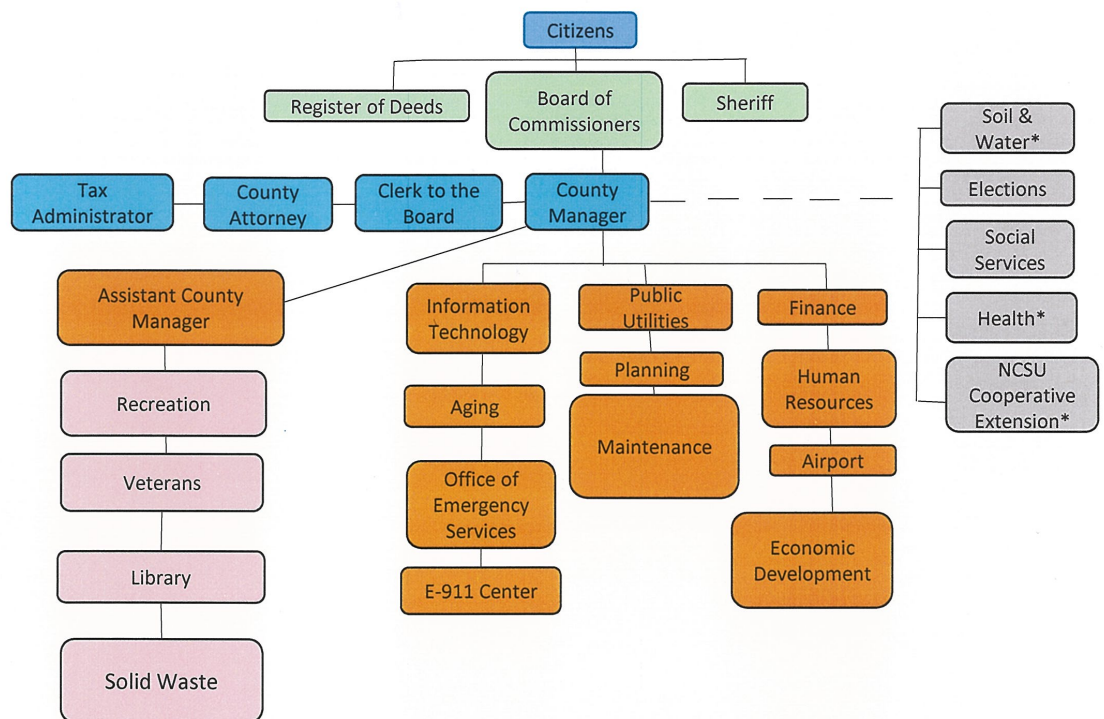 Citizens
Register of Deeds
Board of
Commissioners
Sheriff
Tax
Administrator
County
Attorney
Clerk to the
Board
County
Manager
Assistant County
Manager
Recreation
Veterans
Library
Solid Waste
Information
Technology
Aging
Office of
Emergency
Services
E-911 Center
Public
Utilities
Planning
Maintenance
Finance
Human
Resources
Airport
Economic
Development
Soil &
Water*
Elections
Social
Services
Health*
NCSU
Cooperative
Extension*